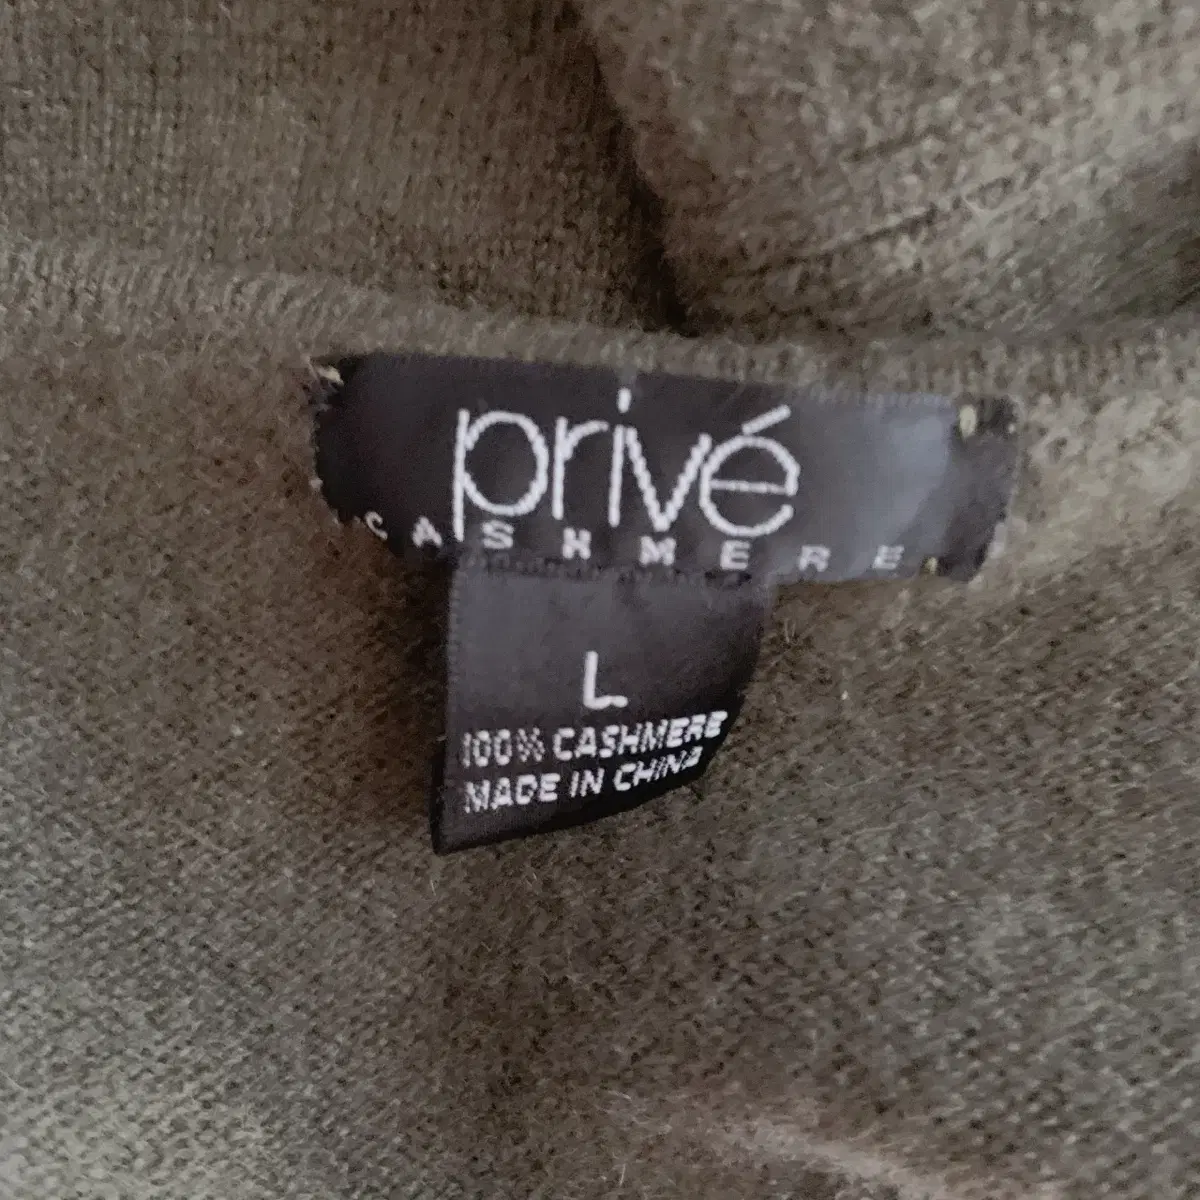 privé
CASHMERE
L
100% CASHMERE
MADE IN CHINA